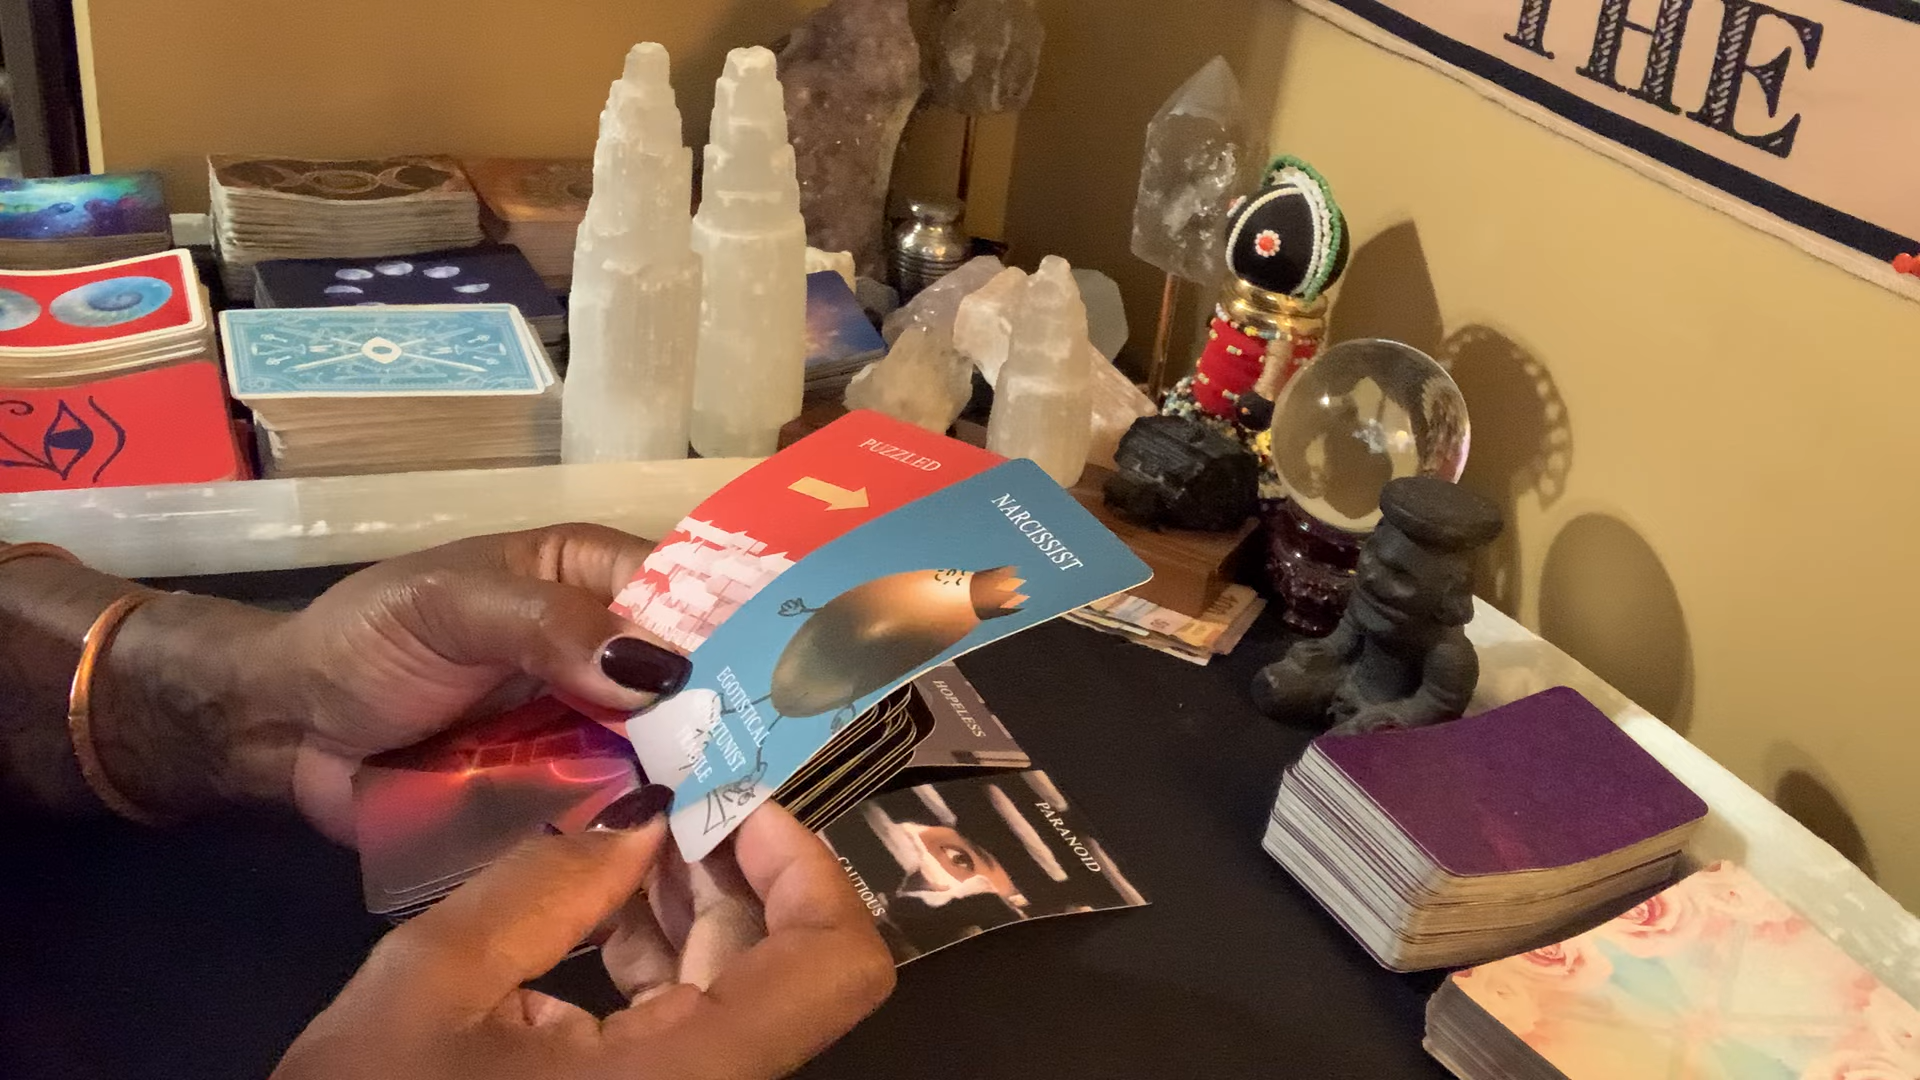 THE
PUZZLED
NARCISSIST
EGOTISTICAL
HOPELESS
PARANOID
CAUTIOUS